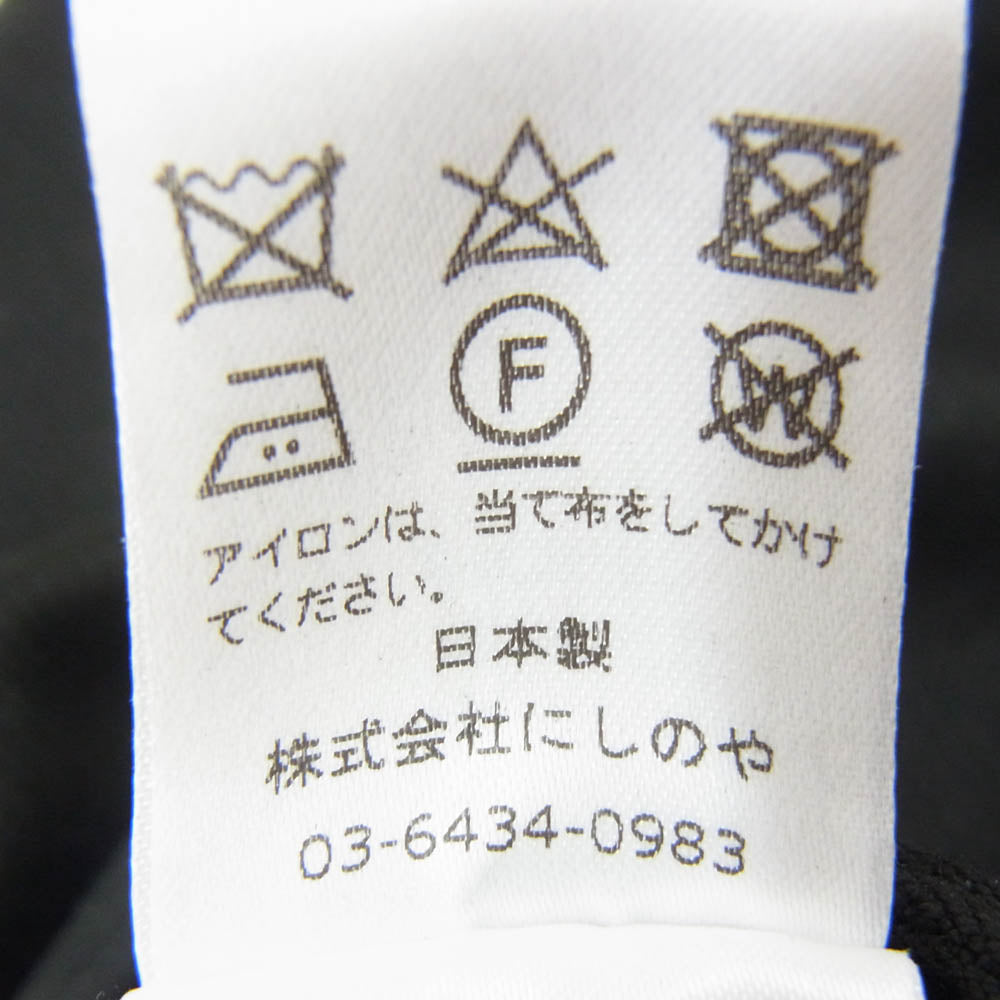 F
W
アイロンは、当て布をしてかけ
てください。
日本製
株式会社にしのや
03-6434-0983